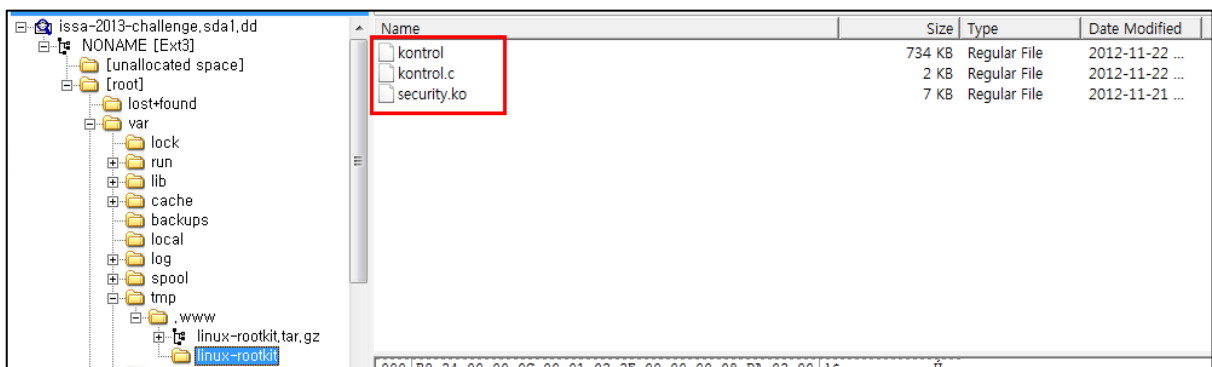 issa-2013-challenge,sda1,dd
NONAME [Ext3]
[unallocated space]
[root]
lost+found
var
lock
run
lib
cache
backups
local
log
spool
tmp
,www
linux-rootkit,tar,gz
linux-rootkit
Name Size Type Date Modified
kontrol 734 KB Regular File 2012-11-22 ...
kontrol.c 2 KB Regular File 2012-11-22 ...
security.ko 7 KB Regular File 2012-11-21 ...